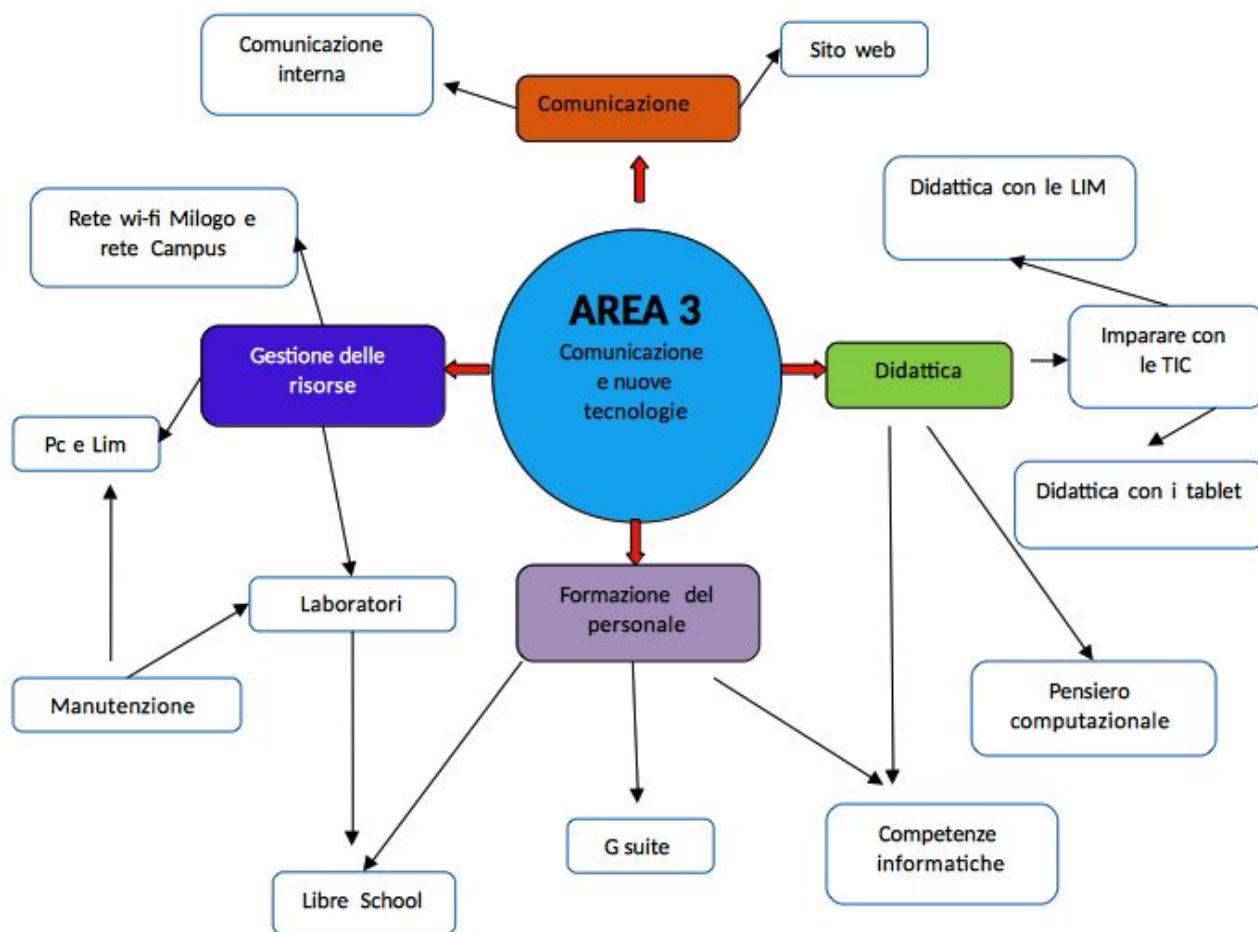 Comunicazione
interna
Sito web
Comunicazione
Didattica con le LIM
Rete wi-fi Milogo e
rete Campus
AREA 3
Comunicazione
e nuove
tecnologie
Gestione delle
risorse
Didattica
Imparare con
le TIC
Pc e Lim
Didattica con i tablet
Laboratori
Formazione del
personale
Manutenzione
Pensiero
computazionale
G suite
Competenze
informatiche
Libre School